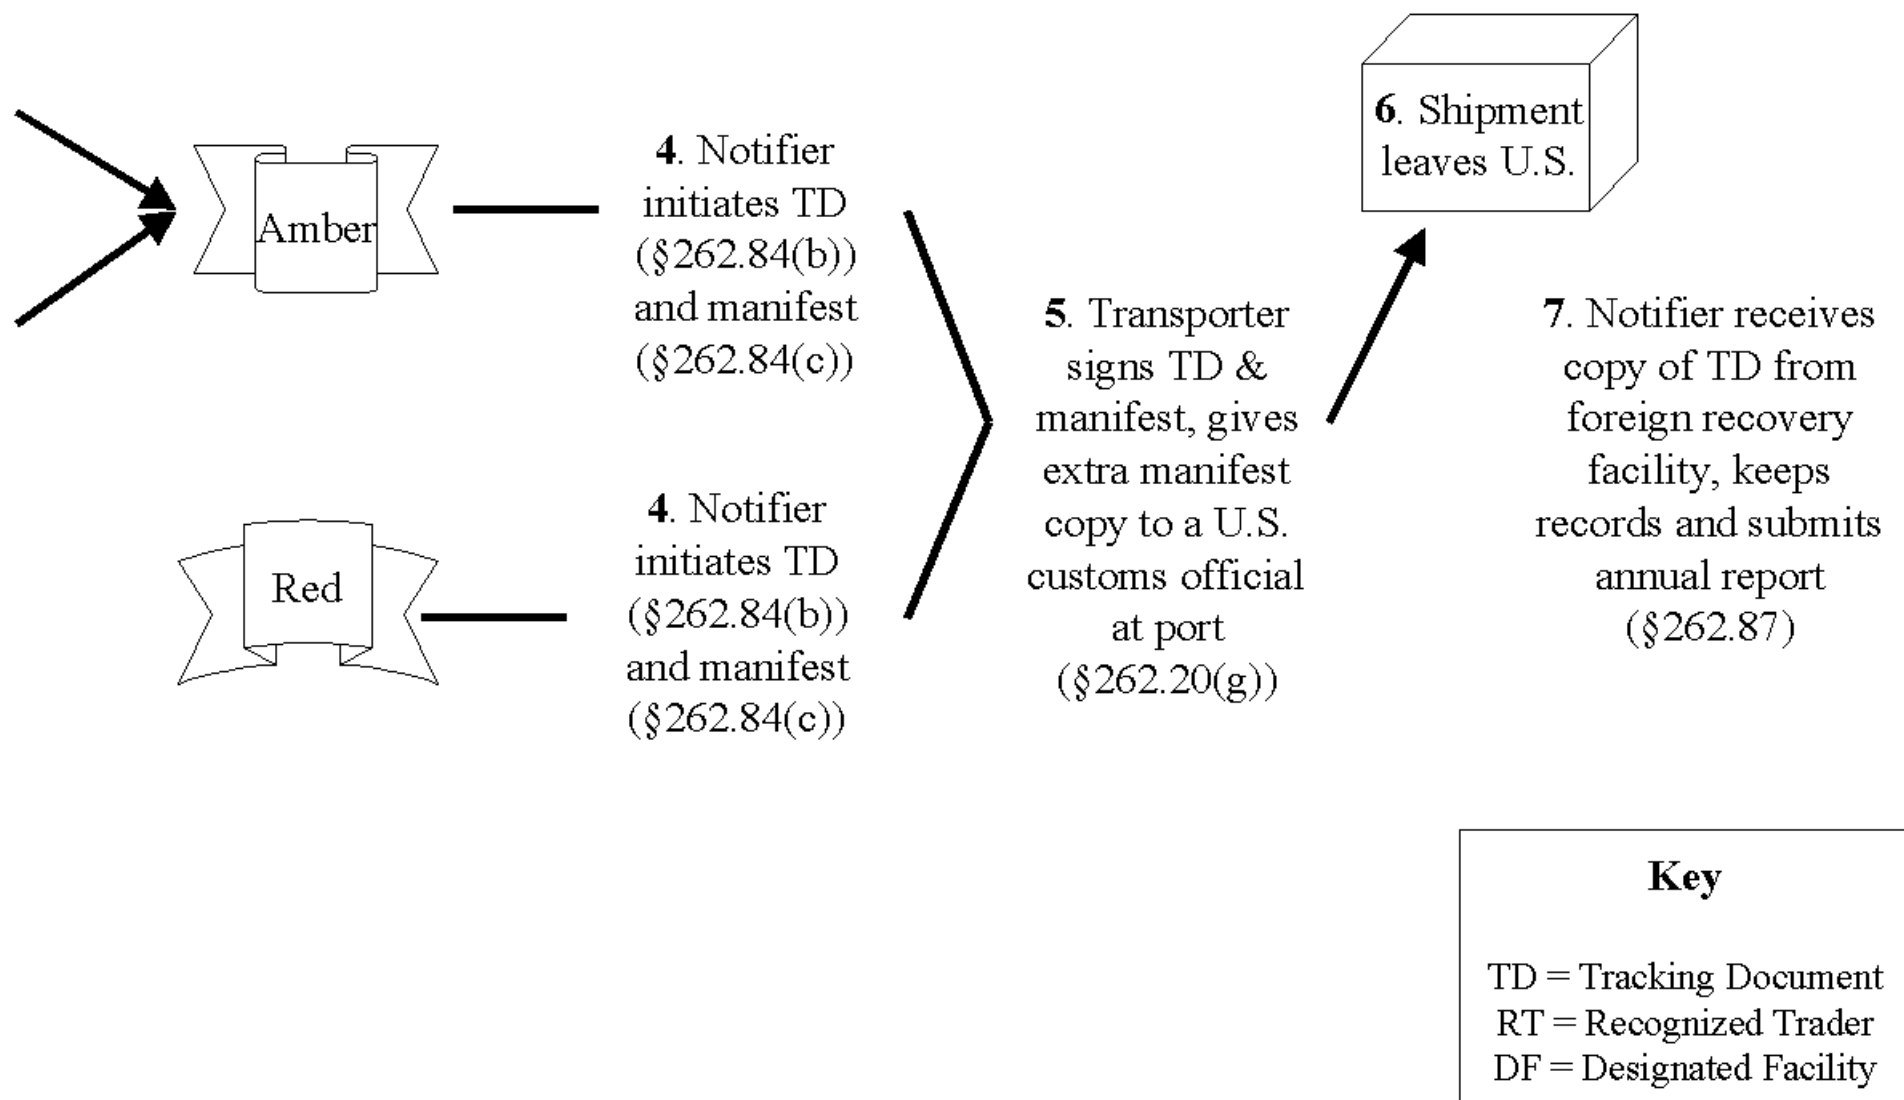 Amber
4. Notifier
initiates TD
(§262.84(b))
and manifest
(§262.84(c))
Red
4. Notifier
initiates TD
(§262.84(b))
and manifest
(§262.84(c))
5. Transporter
signs TD &
manifest, gives
extra manifest
copy to a U.S.
customs official
at port
(§262.20(g))
6. Shipment
leaves U.S.
7. Notifier receives
copy of TD from
foreign recovery
facility, keeps
records and submits
annual report
(§262.87)
Key
TD = Tracking Document
RT = Recognized Trader
DF = Designated Facility